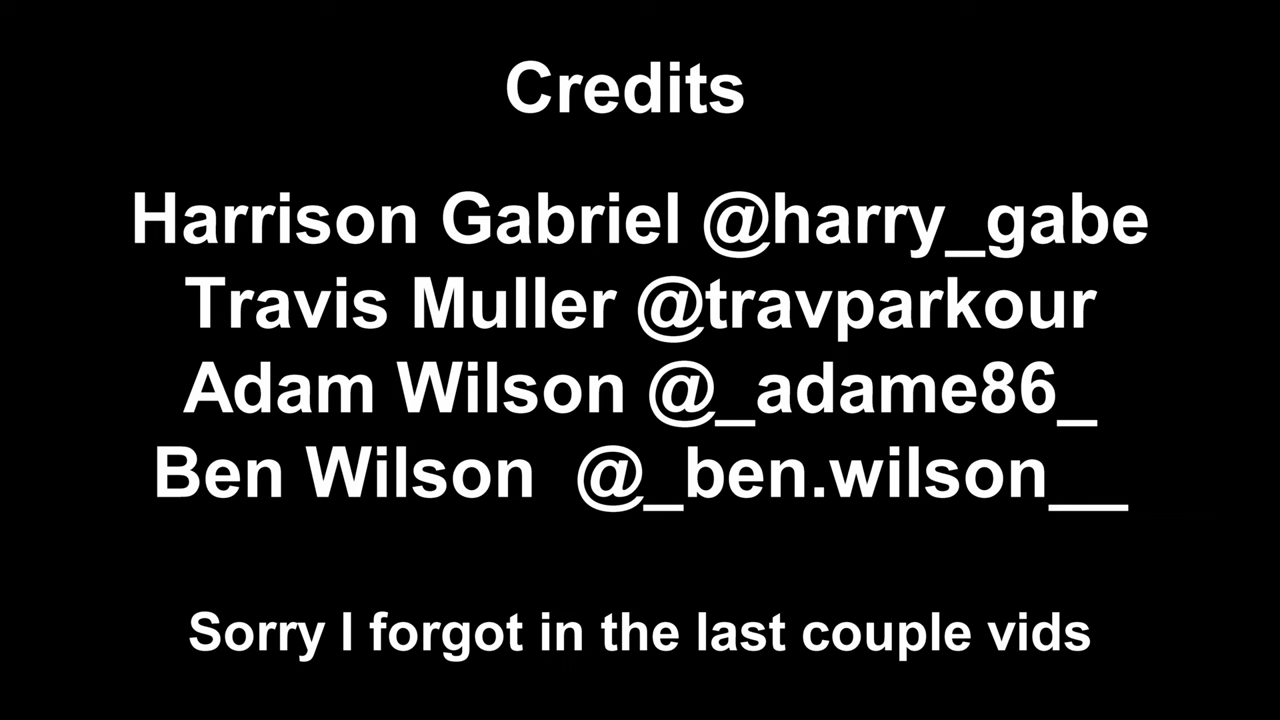 Credits
Harrison Gabriel @harry_gabe
Travis Muller @travparkour
Adam Wilson @_adame86_
Ben Wilson  @_ben.wilson__
Sorry I forgot in the last couple vids